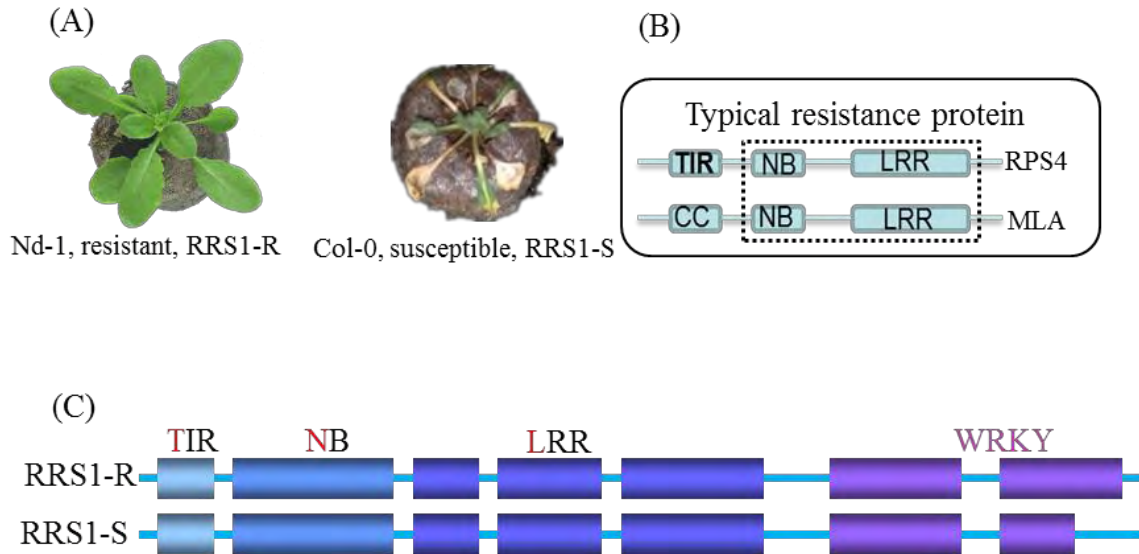 (A)
Nd-1, resistant, RRS1-R
Col-0, susceptible, RRS1-S
(B)
Typical resistance protein
TIR NB LRR RPS4
CC NB LRR MLA
(C)
TIR NB LRR WRKY
RRS1-R
RRS1-S